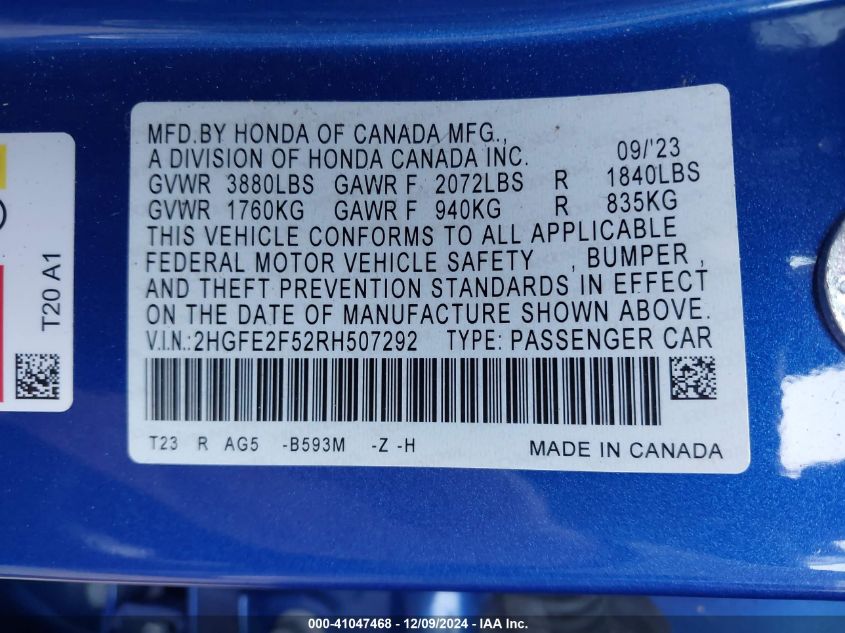 MFD.BY HONDA OF CANADA MFG.,
A DIVISION OF HONDA CANADA INC. 09/'23
GVWR 3880LBS GAWR F 2072LBS R 1840LBS
GVWR 1760KG GAWR F 940KG R 835KG
THIS VEHICLE CONFORMS TO ALL APPLICABLE
FEDERAL MOTOR VEHICLE SAFETY , BUMPER ,
AND THEFT PREVENTION STANDARDS IN EFFECT
ON THE DATE OF MANUFACTURE SHOWN ABOVE.
V.I.N.:2HGFE2F52RH507292 TYPE: PASSENGER CAR
T23 R AG5 -B593M -Z -H MADE IN CANADA
T20 A1
000-41047468 - 12/09/2024 - IAA Inc.